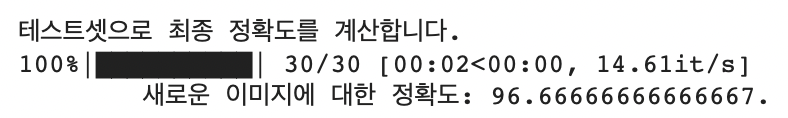 테스트셋으로 최종 정확도를 계산합니다.
100%|██████████| 30/30 [00:02<00:00, 14.61it/s]
새로운 이미지에 대한 정확도: 96.66666666666667.